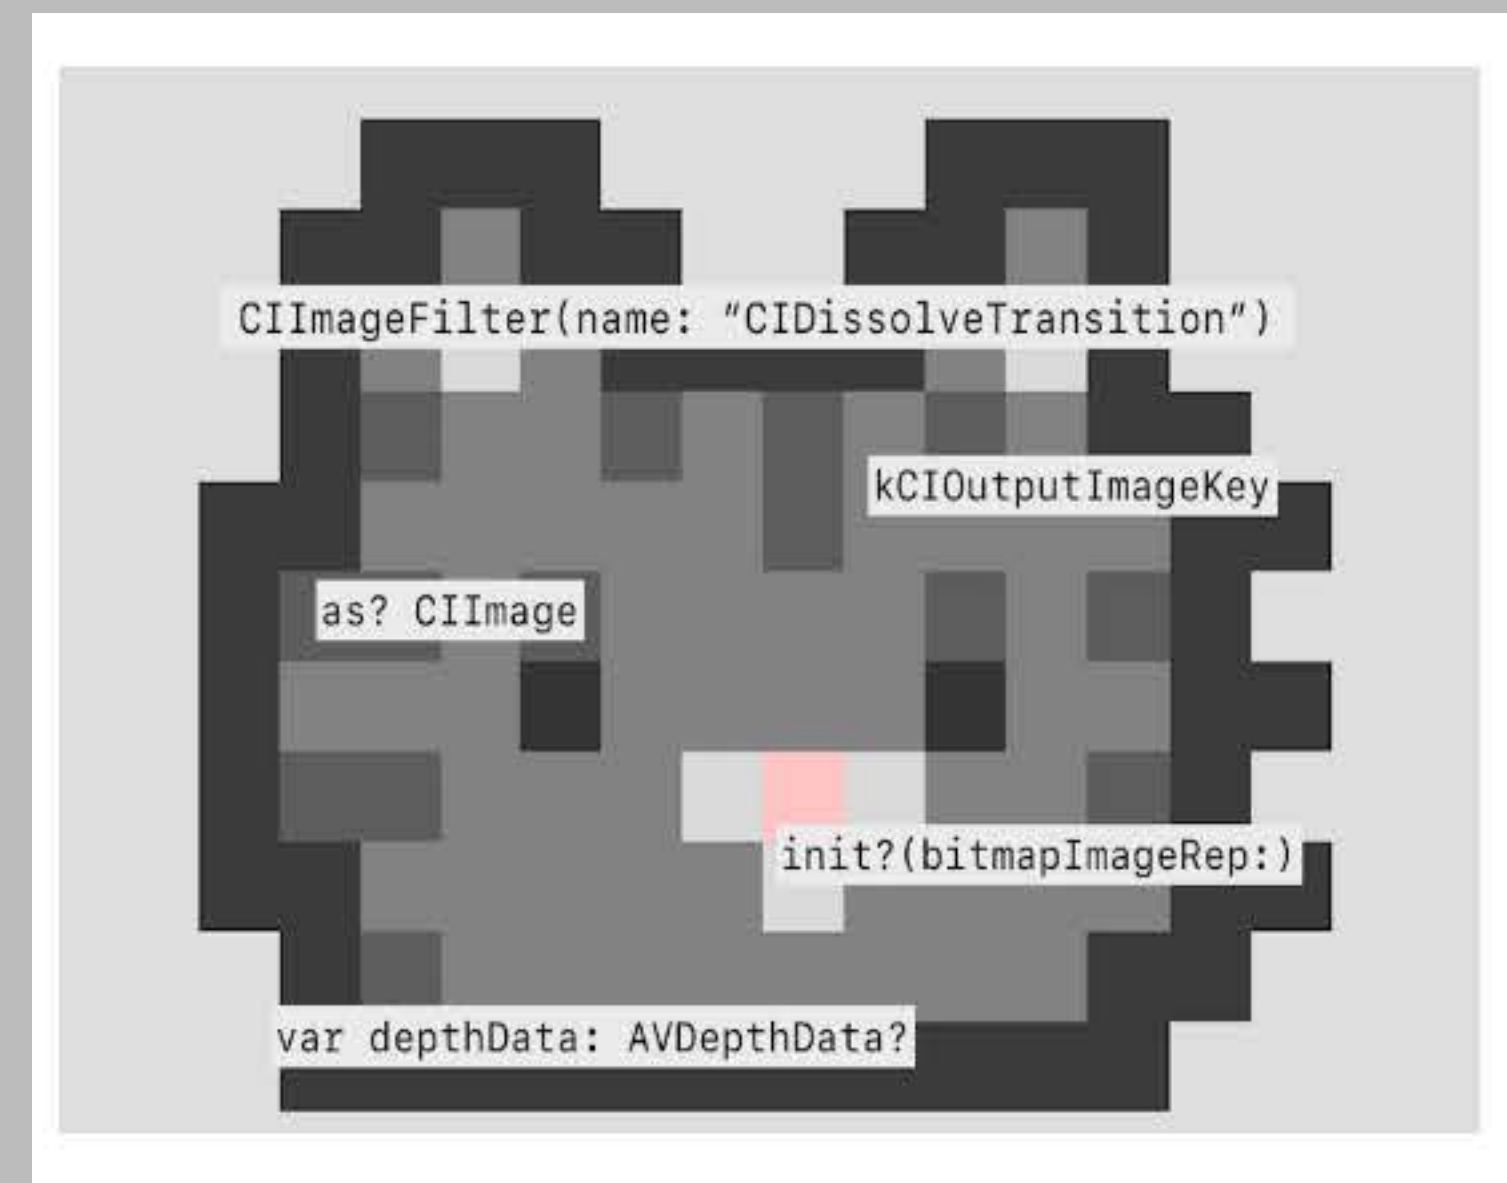 CIImageFilter(name: “CIDissolveTransition”)
kCIOutputImageKey
as? CIImage
init?(bitmapImageRep:)
var depthData: AVDepthData?